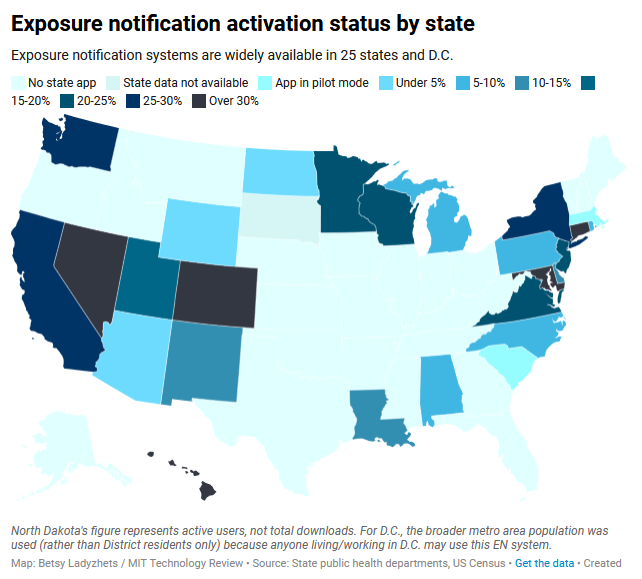 Exposure notification activation status by state
Exposure notification systems are widely available in 25 states and D.C.
No state app State data not available App in pilot mode Under 5% 5-10% 10-15%
15-20% 20-25% 25-30% Over 30%
North Dakota's figure represents active users, not total downloads. For D.C., the broader metro area population was
used (rather than District residents only) because anyone living/working in D.C. may use this EN system.
Map: Betsy Ladyzhets / MIT Technology Review • Source: State public health departments, US Census • Get the data • Created